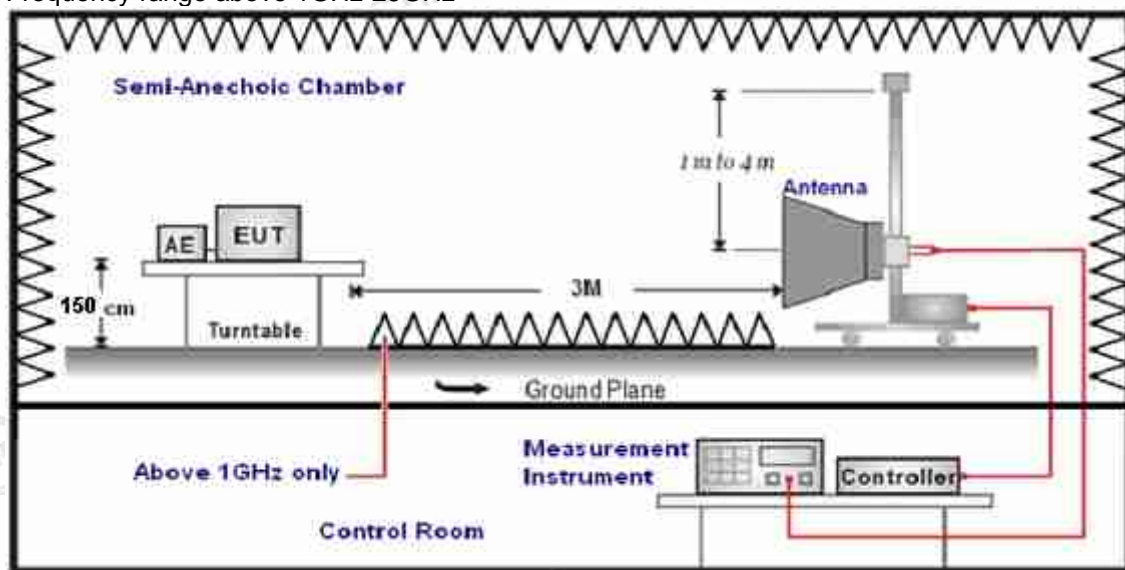 Frequency range above 1GHz-25GHz
Semi-Anechoic Chamber
1 m to 4 m
Antenna
AE
EUT
150 cm
3M
Turntable
Ground Plane
Above 1GHz only
Measurement
Instrument
Controller
Control Room